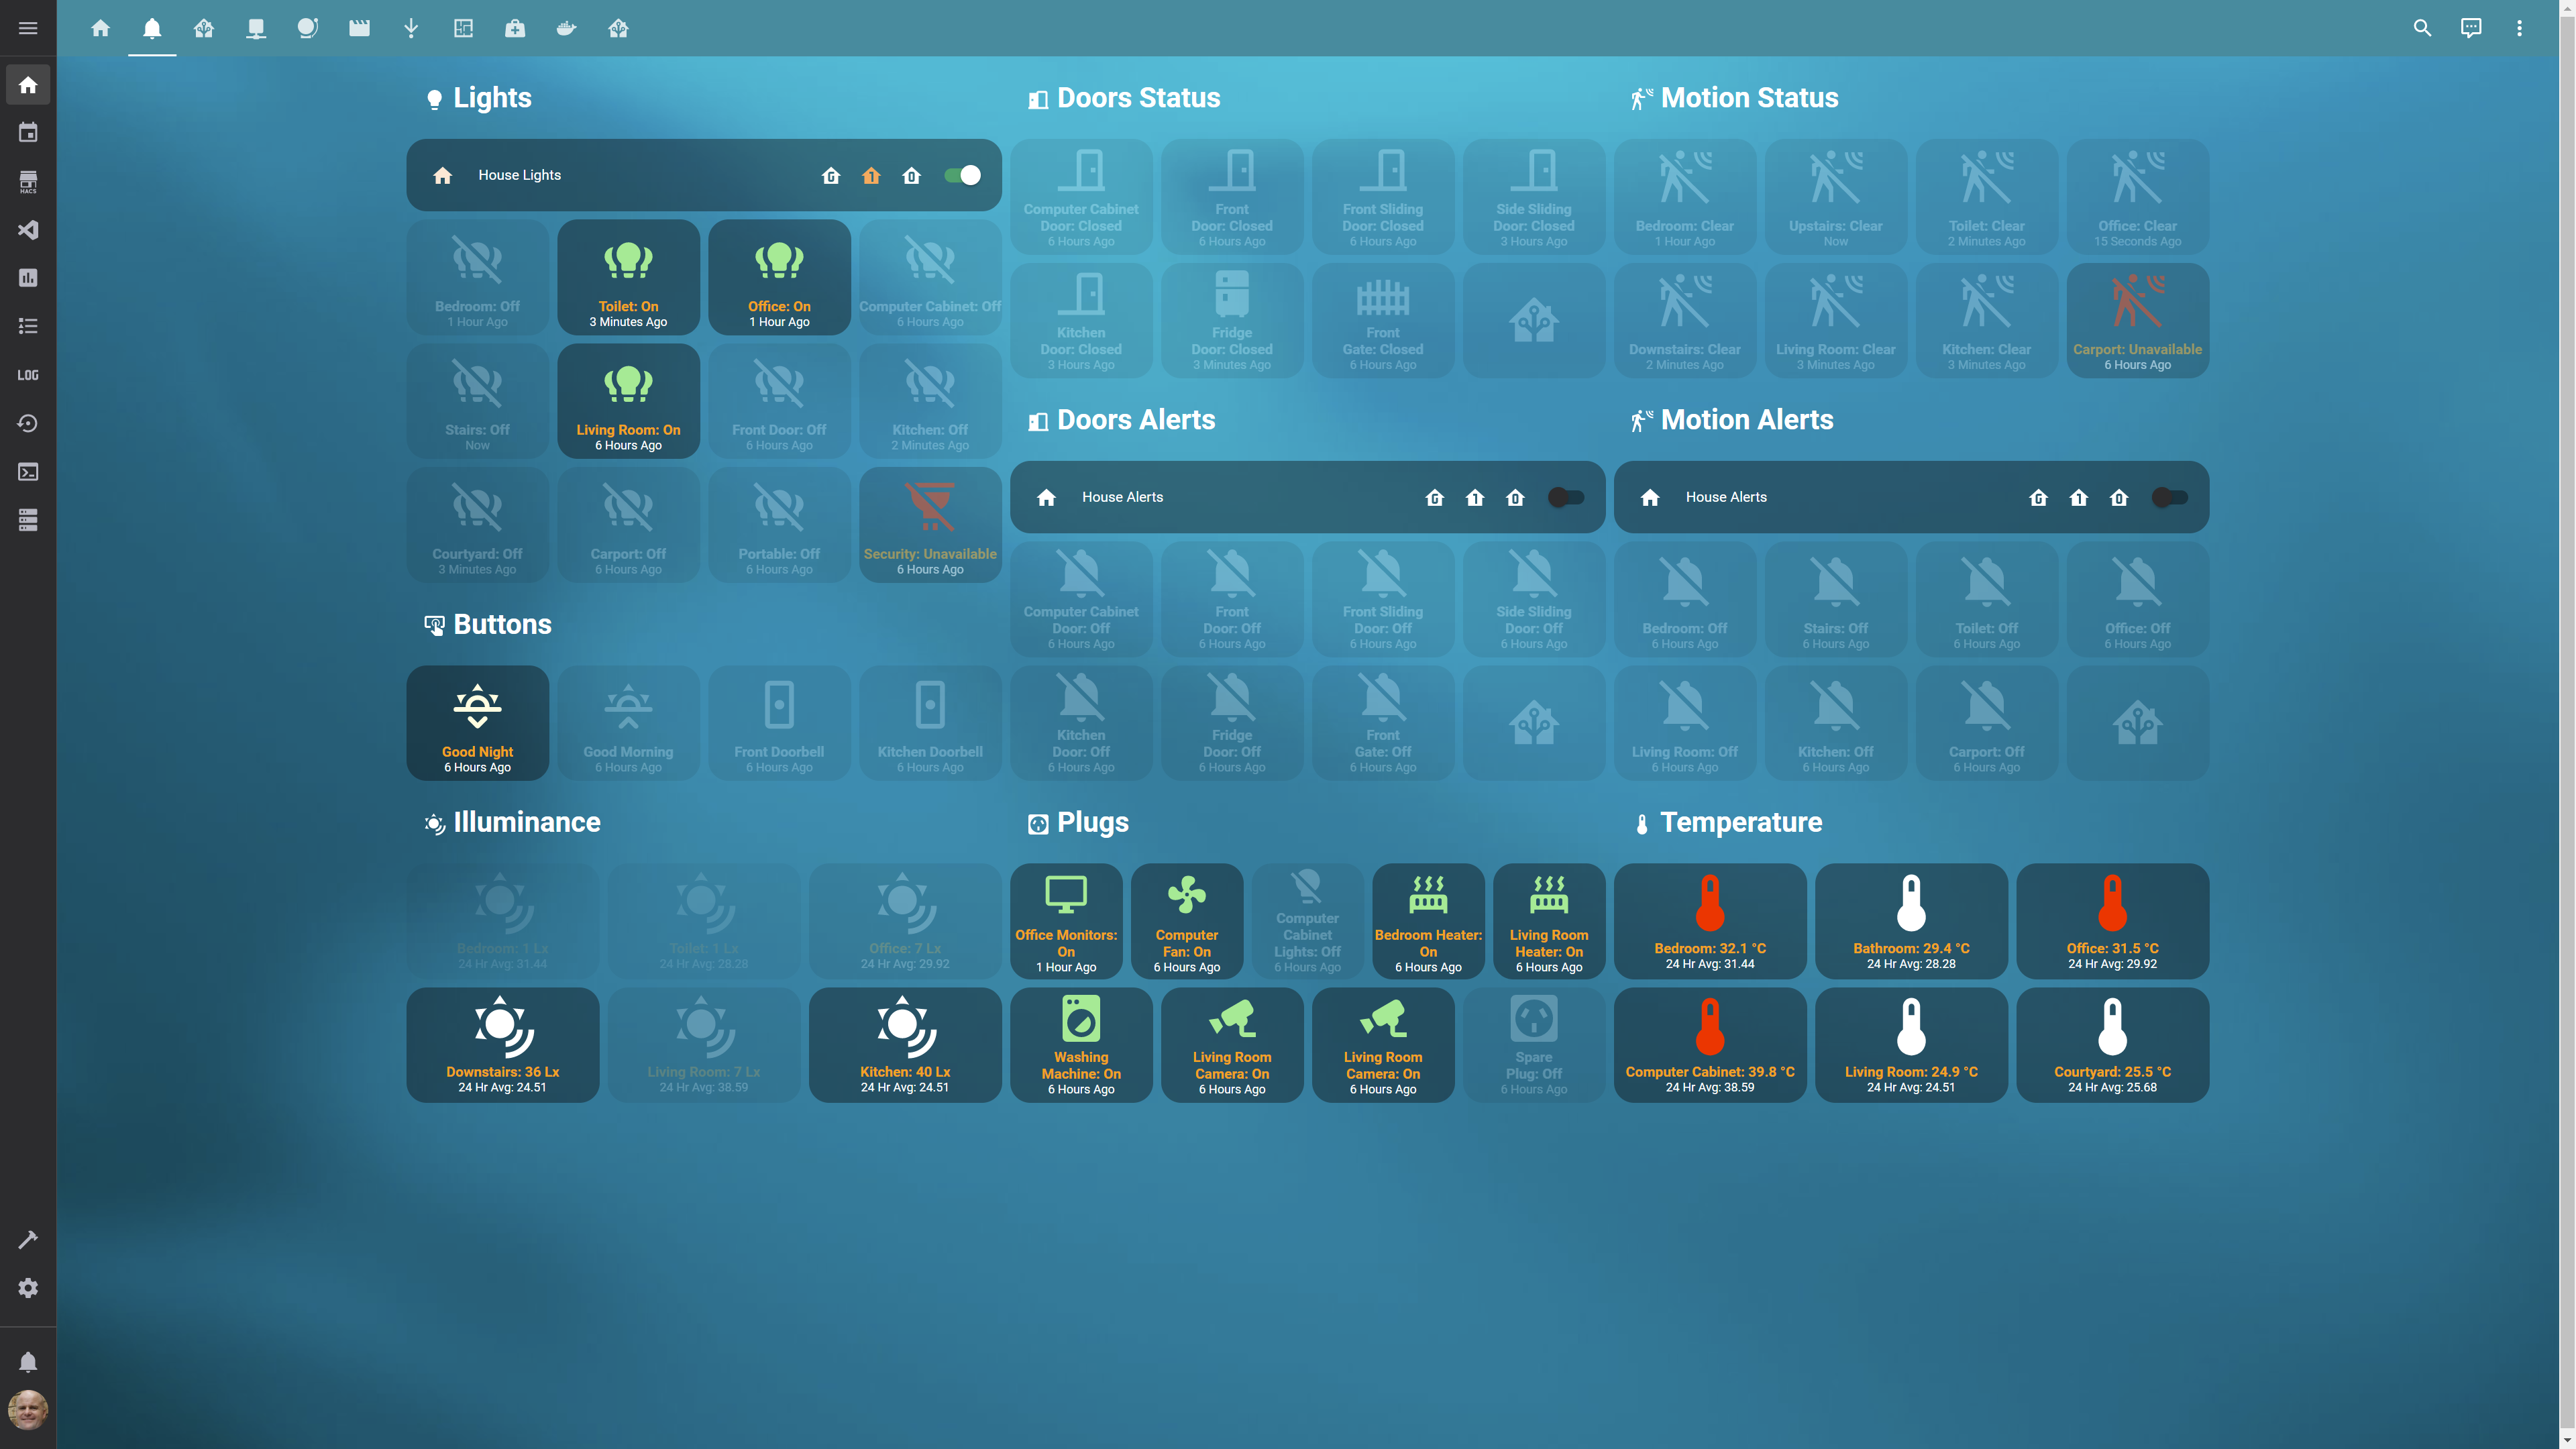 Lights
House Lights
G
1
0
Bedroom: Off
1 Hour Ago
Toilet: On
3 Minutes Ago
Office: On
1 Hour Ago
Computer Cabinet: Off
6 Hours Ago
Stairs: Off
Now
Living Room: On
6 Hours Ago
Front Door: Off
6 Hours Ago
Kitchen: Off
2 Minutes Ago
Courtyard: Off
3 Minutes Ago
Carport: Off
6 Hours Ago
Portable: Off
6 Hours Ago
Security: Unavailable
6 Hours Ago
Buttons
Good Night
6 Hours Ago
Good Morning
6 Hours Ago
Front Doorbell
6 Hours Ago
Kitchen Doorbell
6 Hours Ago
Illuminance
Bedroom: 1 Lx
24 Hr Avg: 31.44
Toilet: 1 Lx
24 Hr Avg: 28.28
Office: 7 Lx
24 Hr Avg: 29.92
Downstairs: 36 Lx
24 Hr Avg: 24.51
Living Room: 7 Lx
24 Hr Avg: 38.59
Kitchen: 40 Lx
24 Hr Avg: 24.51
Doors Status
Computer Cabinet
Door: Closed
6 Hours Ago
Front
Door: Closed
6 Hours Ago
Front Sliding
Door: Closed
6 Hours Ago
Side Sliding
Door: Closed
3 Hours Ago
Kitchen
Door: Closed
3 Hours Ago
Fridge
Door: Closed
3 Minutes Ago
Front
Gate: Closed
6 Hours Ago
Doors Alerts
House Alerts
G
1
0
Computer Cabinet
Door: Off
6 Hours Ago
Front
Door: Off
6 Hours Ago
Front Sliding
Door: Off
6 Hours Ago
Side Sliding
Door: Off
6 Hours Ago
Kitchen
Door: Off
6 Hours Ago
Fridge
Door: Off
6 Hours Ago
Front
Gate: Off
6 Hours Ago
Plugs
Office Monitors:
On
1 Hour Ago
Computer
Fan: On
6 Hours Ago
Computer
Cabinet
Lights: Off
6 Hours Ago
Bedroom Heater:
On
6 Hours Ago
Living Room
Heater: On
6 Hours Ago
Washing
Machine: On
6 Hours Ago
Living Room
Camera: On
6 Hours Ago
Living Room
Camera: On
6 Hours Ago
Spare
Plug: Off
6 Hours Ago
Motion Status
Bedroom: Clear
1 Hour Ago
Upstairs: Clear
Now
Toilet: Clear
2 Minutes Ago
Office: Clear
15 Seconds Ago
Downstairs: Clear
2 Minutes Ago
Living Room: Clear
3 Minutes Ago
Kitchen: Clear
3 Minutes Ago
Carport: Unavailable
6 Hours Ago
Motion Alerts
House Alerts
G
1
0
Bedroom: Off
6 Hours Ago
Stairs: Off
6 Hours Ago
Toilet: Off
6 Hours Ago
Office: Off
6 Hours Ago
Living Room: Off
6 Hours Ago
Kitchen: Off
6 Hours Ago
Carport: Off
6 Hours Ago
Temperature
Bedroom: 32.1 °C
24 Hr Avg: 31.44
Bathroom: 29.4 °C
24 Hr Avg: 28.28
Office: 31.5 °C
24 Hr Avg: 29.92
Computer Cabinet: 39.8 °C
24 Hr Avg: 38.59
Living Room: 24.9 °C
24 Hr Avg: 24.51
Courtyard: 25.5 °C
24 Hr Avg: 25.68
HACS
LOG